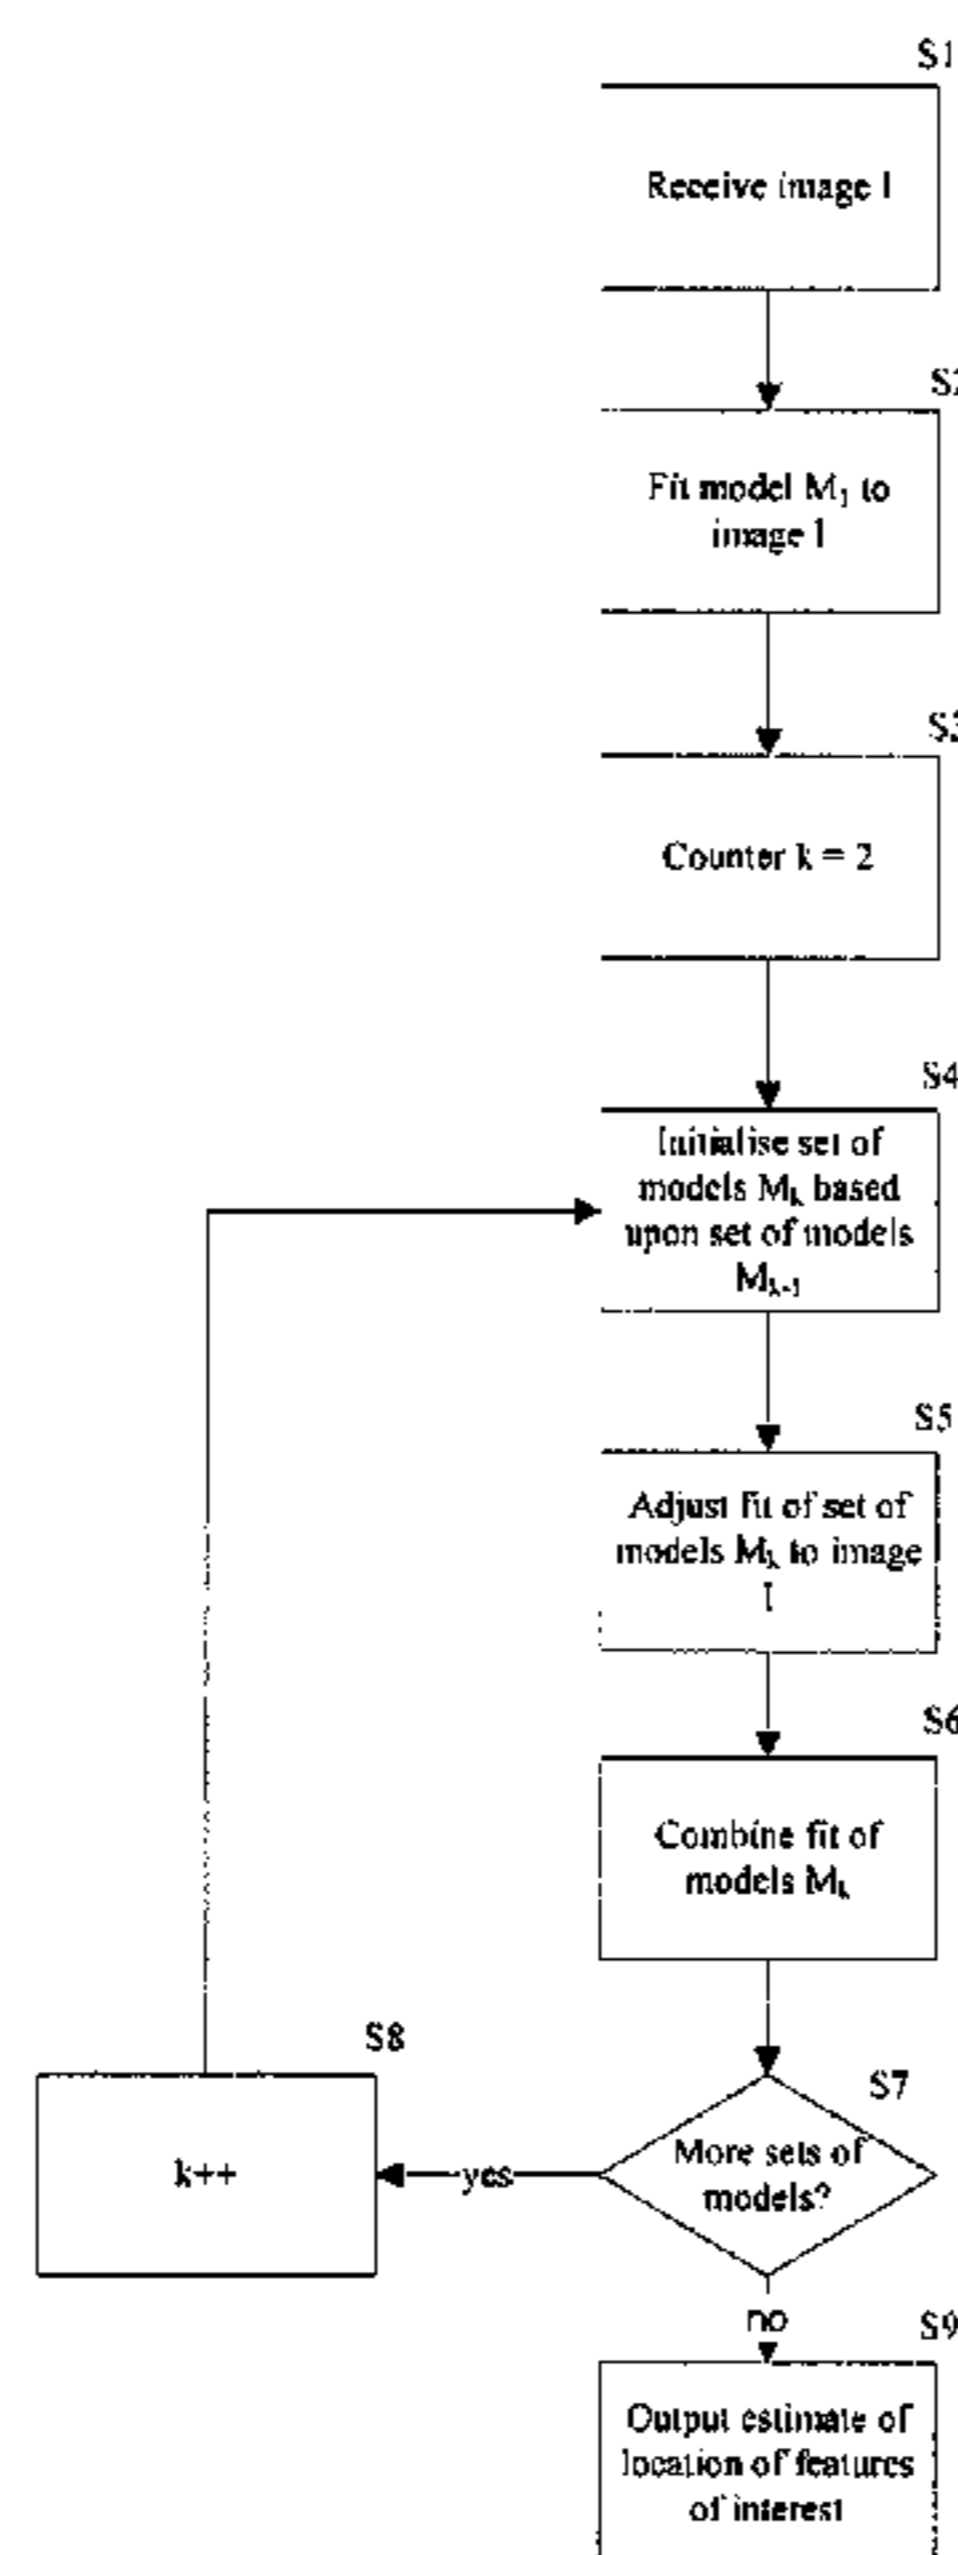 S1
Receive image I
S2
Fit model M1 to
image I
S3
Counter k = 2
S4
Initialise set of
models Mk based
upon set of models
Mk-1
S5
Adjust fit of set of
models Mk to image
I
S6
Combine fit of
models Mk
S7
More sets of
models?
yes
S8
k++
no
S9
Output estimate of
location of features
of interest